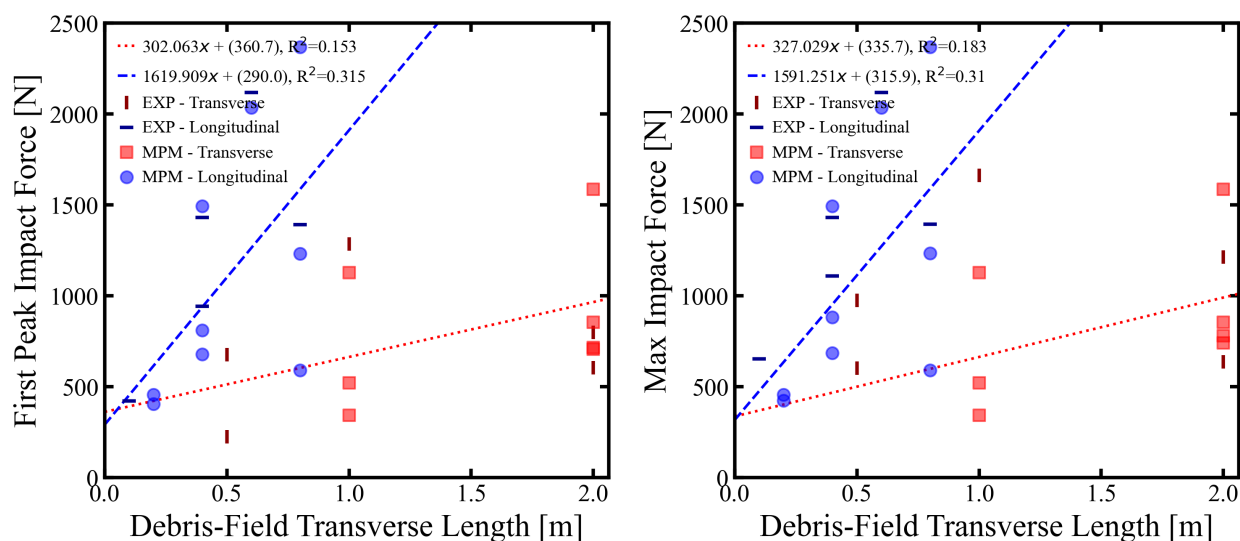 2500
2000
1500
1000
500
0
0.0 0.5 1.0 1.5 2.0
First Peak Impact Force [N]
Debris-Field Transverse Length [m]
302.063x + (360.7), R²=0.153
1619.909x + (290.0), R²=0.315
EXP - Transverse
EXP - Longitudinal
MPM - Transverse
MPM - Longitudinal
2500
2000
1500
1000
500
0
0.0 0.5 1.0 1.5 2.0
Max Impact Force [N]
Debris-Field Transverse Length [m]
327.029x + (335.7), R²=0.183
1591.251x + (315.9), R²=0.31
EXP - Transverse
EXP - Longitudinal
MPM - Transverse
MPM - Longitudinal